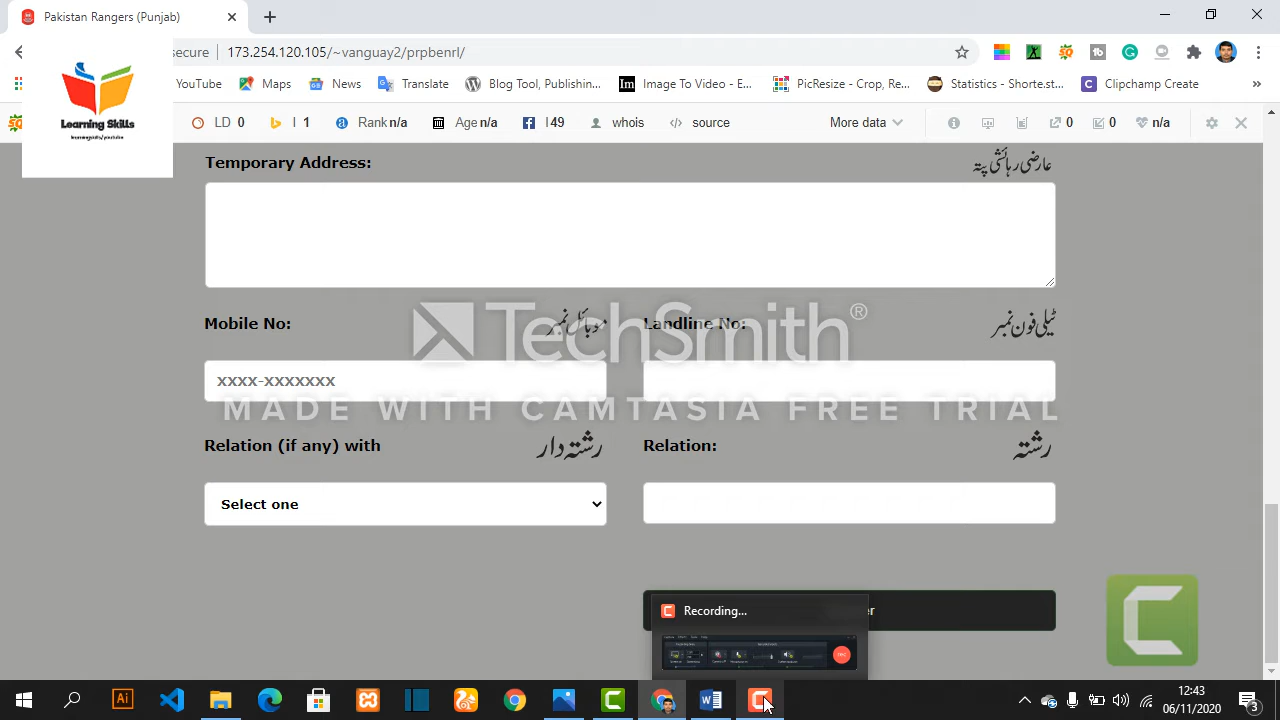 Pakistan Rangers (Punjab)
secure 173.254.120.105/~vanguay2/prpbenrl/
YouTube Maps News Translate Blog Tool, Publishin... Image To Video - E... PicResize - Crop, Re... Statistics - Shorte.st... Clipchamp Create »
Learning Skills
learningskills/youtube
LD 0 I 1 Rank n/a Age n/a 149 whois source More data 0 0 n/a
Temporary Address: عارضی رہائشی پتہ
Mobile No: موبائل نمبر Landline No: ٹیلی فون نمبر
TechSmith®
XXXX-XXXXXXX
MADE WITH CAMTASIA FREE TRIAL
Relation (if any) with رشتہ دار Relation: رشتہ
Select one
Recording...
12:43
06/11/2020
3